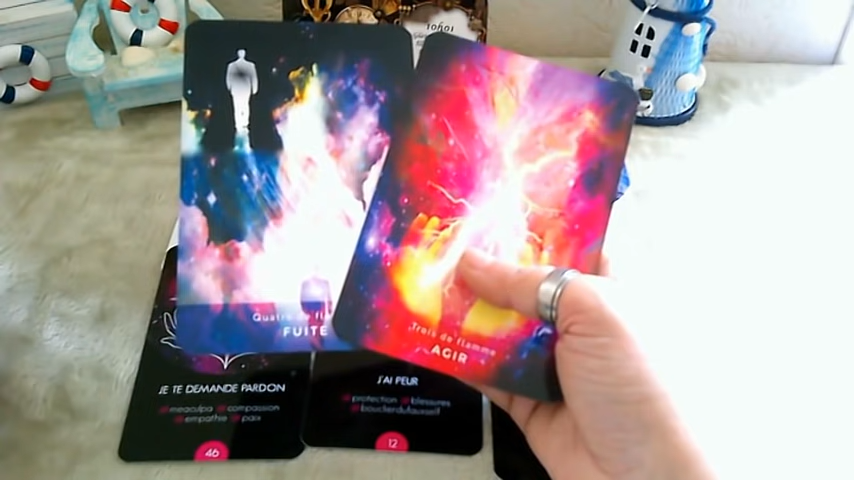 FUITE
Trois de flamme
AGIR
JE TE DEMANDE PARDON
#meaculpa #compassion
#empathie #paix
46
J'AI PEUR
#protection #blessures
#bouclierdufauxself
12